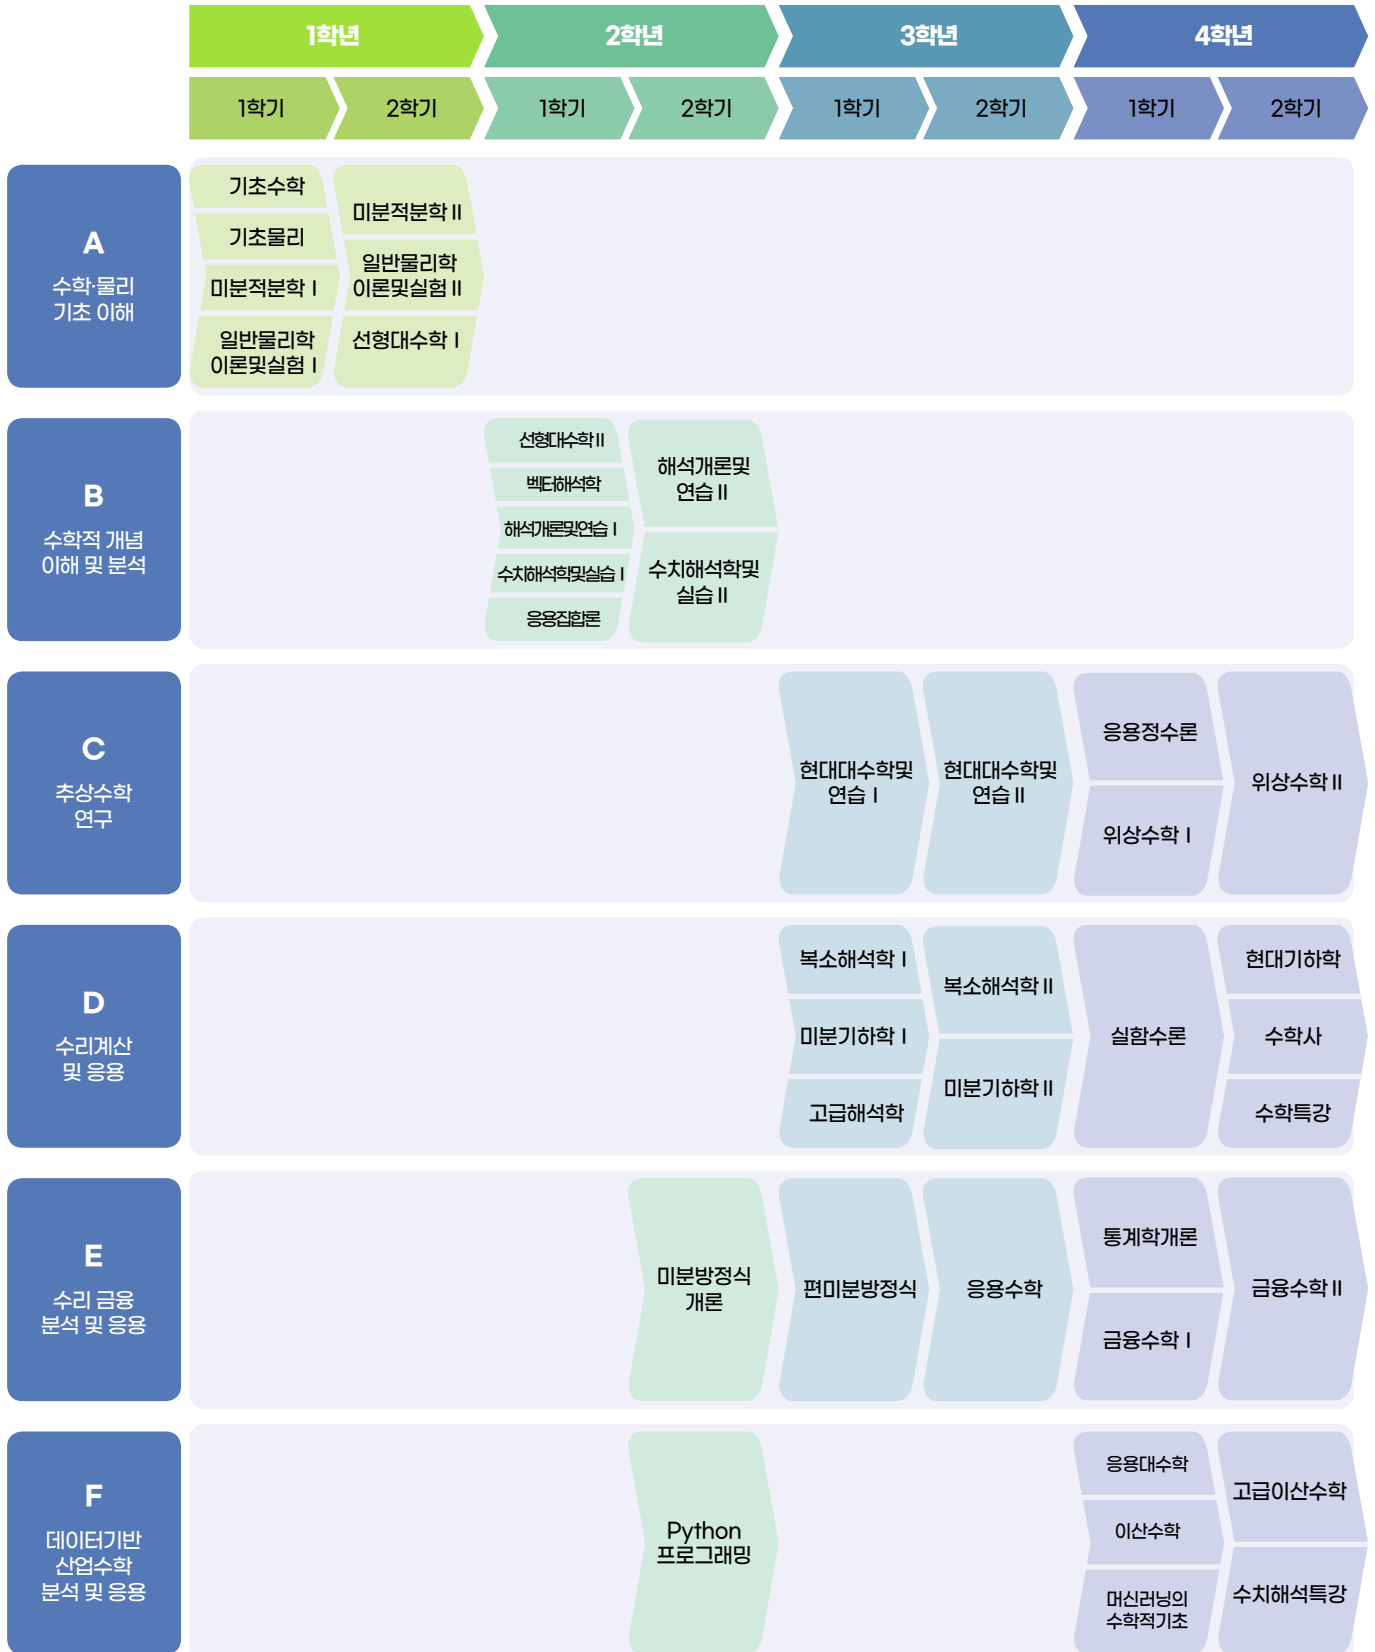 1학년
2학년
3학년
4학년
1학기
2학기
1학기
2학기
1학기
2학기
1학기
2학기
A
수학·물리
기초 이해
기초수학
기초물리
미분적분학 I
일반물리학
이론및실험 I
미분적분학 II
일반물리학
이론및실험 II
선형대수학 I
B
수학적 개념
이해 및 분석
선형대수학 II
벡터해석학
해석개론및연습 I
수치해석학및실습 I
응용집합론
해석개론및
연습 II
수치해석학및
실습 II
C
추상수학
연구
현대대수학및
연습 I
현대대수학및
연습 II
응용정수론
위상수학 I
위상수학 II
D
수리계산
및 응용
복소해석학 I
미분기하학 I
고급해석학
복소해석학 II
미분기하학 II
실함수론
현대기하학
수학사
수학특강
E
수리 금융
분석 및 응용
미분방정식
개론
편미분방정식
응용수학
통계학개론
금융수학 I
금융수학 II
F
데이터기반
산업수학
분석 및 응용
Python
프로그래밍
응용대수학
이산수학
머신러닝의
수학적기초
고급이산수학
수치해석특강